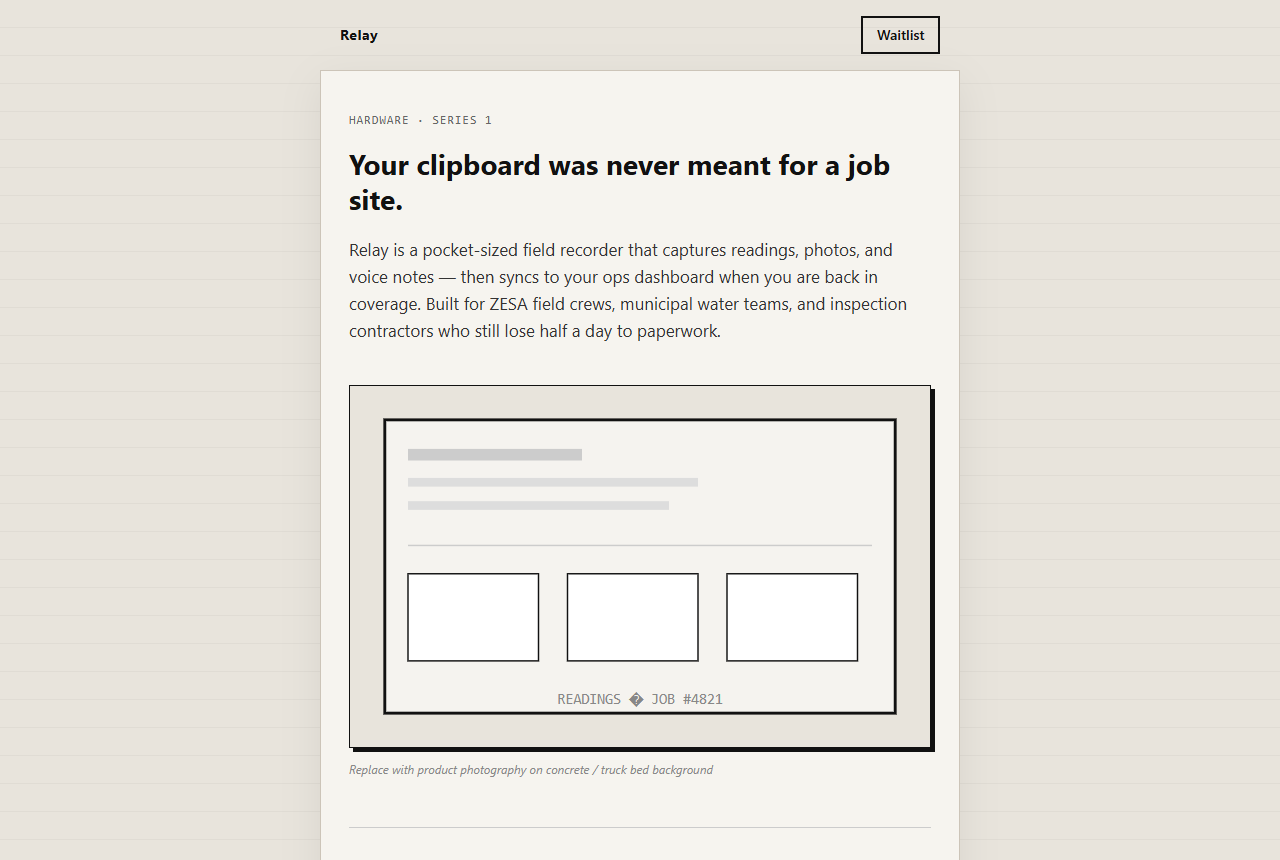 Relay
Waitlist
HARDWARE · SERIES 1
Your clipboard was never meant for a job
site.
Relay is a pocket-sized field recorder that captures readings, photos, and
voice notes — then syncs to your ops dashboard when you are back in
coverage. Built for ZESA field crews, municipal water teams, and inspection
contractors who still lose half a day to paperwork.
READINGS � JOB #4821
Replace with product photography on concrete / truck bed background